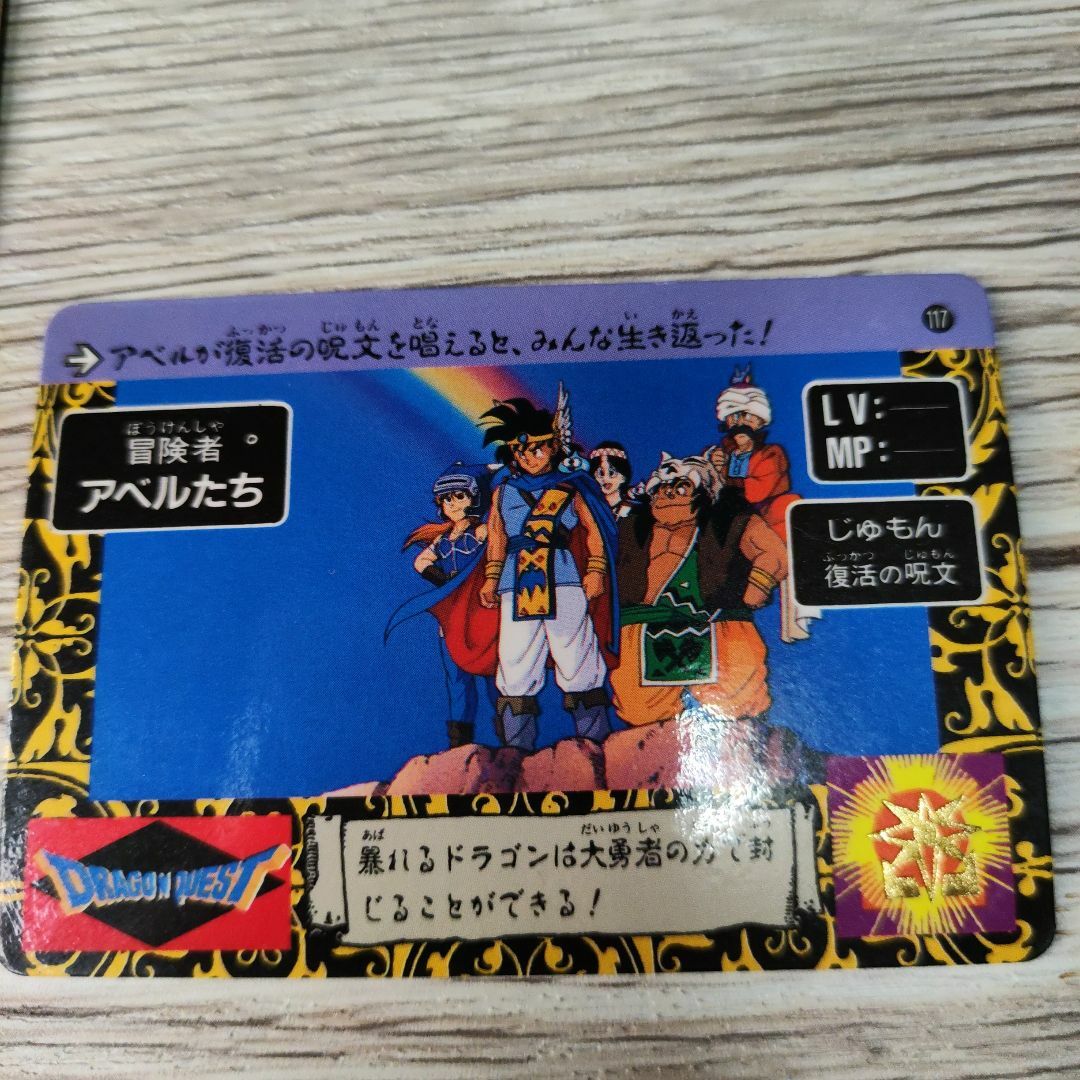 アベルが復活の呪文を唱えると、みんな生き返った!
117
冒険者
アベルたち
LV:
MP:
じゅもん
復活の呪文
DRAGON QUEST
暴れるドラゴンは大勇者の力で封
じることができる!